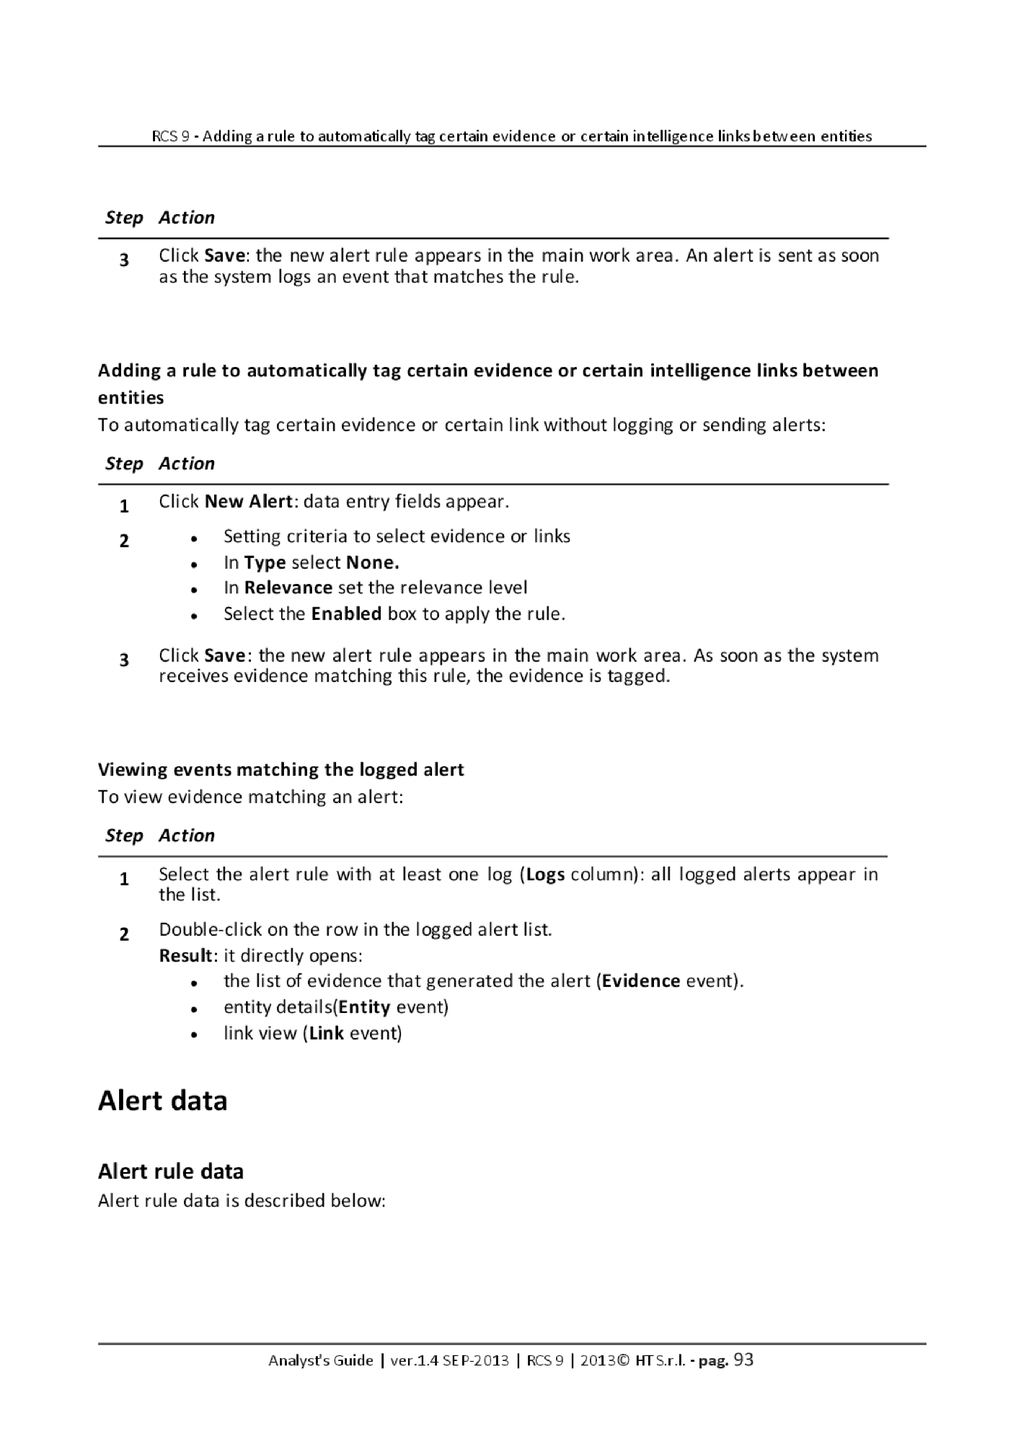 RCS 9 - Adding a rule to automatically tag certain evidence or certain intelligence links between entities
Step Action
3 Click Save: the new alert rule appears in the main work area. An alert is sent as soon
as the system logs an event that matches the rule.
Adding a rule to automatically tag certain evidence or certain intelligence links between
entities
To automatically tag certain evidence or certain link without logging or sending alerts:
Step Action
1 Click New Alert: data entry fields appear.
2 • Setting criteria to select evidence or links
• In Type select None.
• In Relevance set the relevance level
• Select the Enabled box to apply the rule.
3 Click Save: the new alert rule appears in the main work area. As soon as the system
receives evidence matching this rule, the evidence is tagged.
Viewing events matching the logged alert
To view evidence matching an alert:
Step Action
1 Select the alert rule with at least one log (Logs column): all logged alerts appear in
the list.
2 Double-click on the row in the logged alert list.
Result: it directly opens:
• the list of evidence that generated the alert (Evidence event).
• entity details(Entity event)
• link view (Link event)
Alert data
Alert rule data
Alert rule data is described below:
Analyst's Guide | ver.1.4 SEP-2013 | RCS 9 | 2013© HT S.r.l. - pag. 93